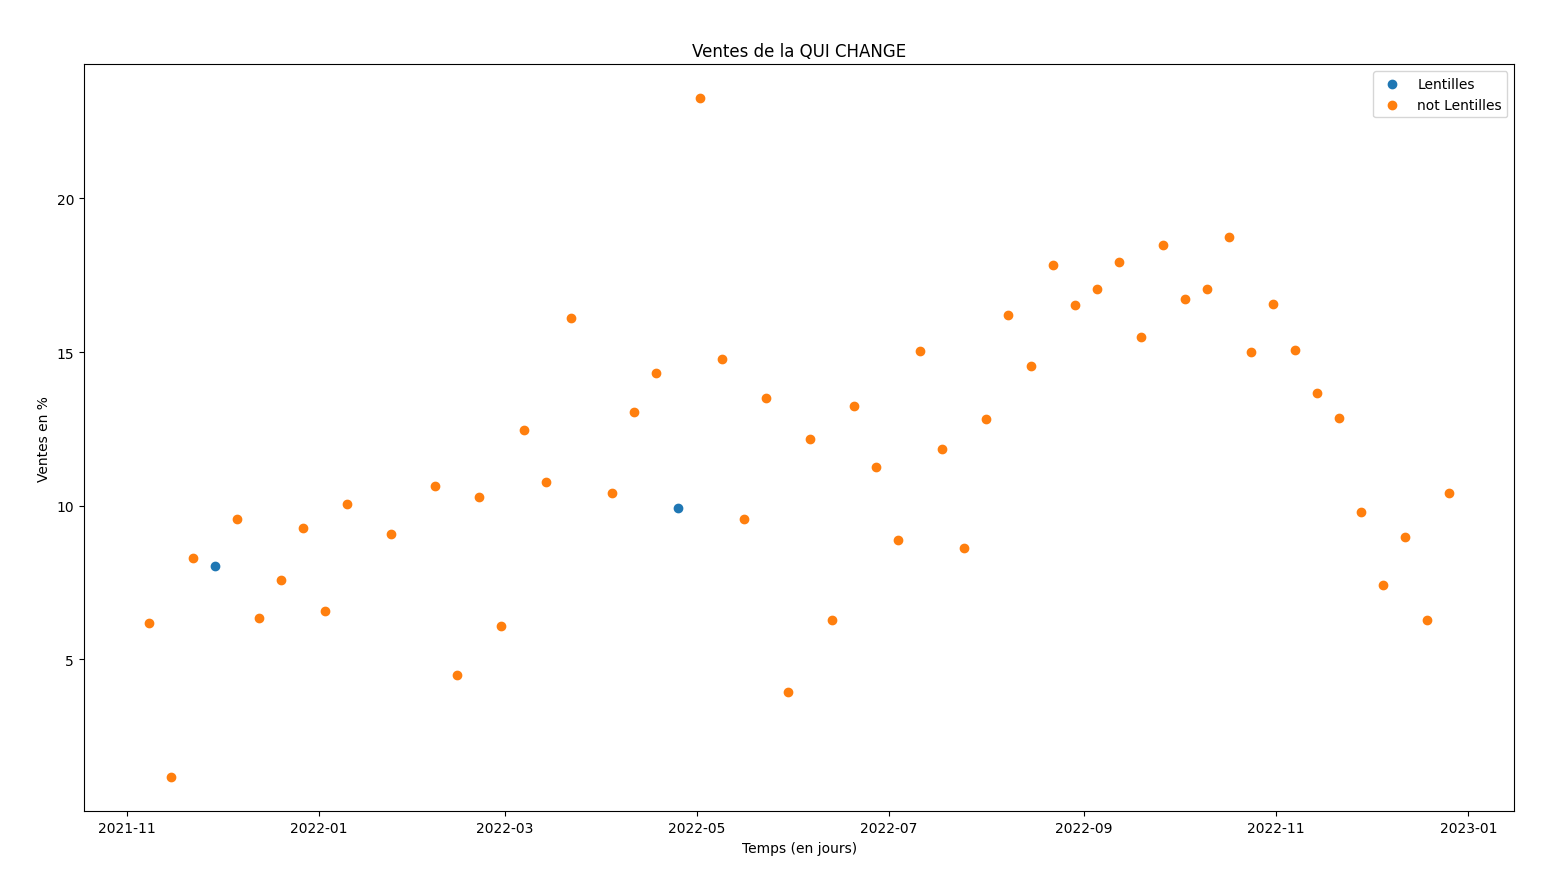 Ventes de la QUI CHANGE
Lentilles
not Lentilles
Ventes en %
20
15
10
5
2021-11
2022-01
2022-03
2022-05
2022-07
2022-09
2022-11
2023-01
Temps (en jours)